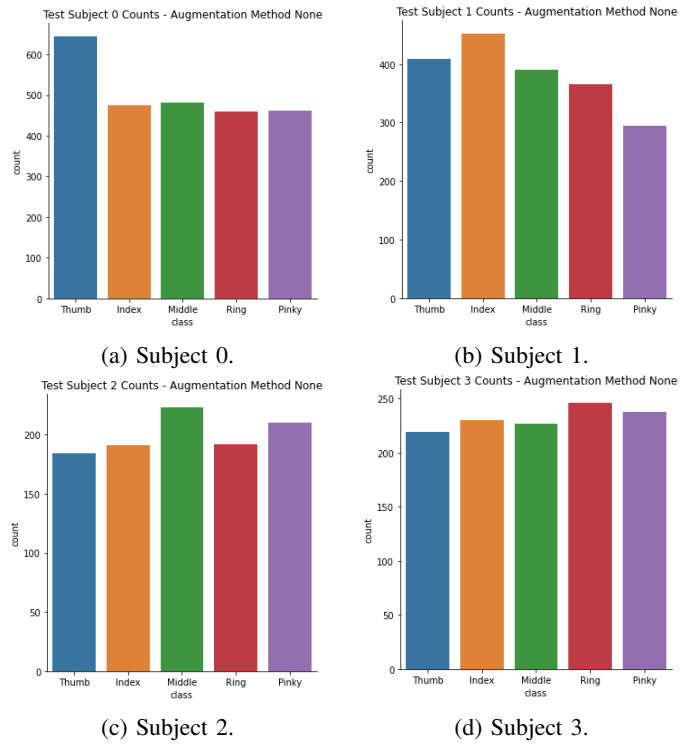 Test Subject 0 Counts - Augmentation Method None
600
500
400
300
200
100
0
count
Thumb Index Middle Ring Pinky
class
(a) Subject 0.
Test Subject 1 Counts - Augmentation Method None
400
300
200
100
0
count
Thumb Index Middle Ring Pinky
class
(b) Subject 1.
Test Subject 2 Counts - Augmentation Method None
200
150
100
50
0
count
Thumb Index Middle Ring Pinky
class
(c) Subject 2.
Test Subject 3 Counts - Augmentation Method None
250
200
150
100
50
0
count
Thumb Index Middle Ring Pinky
class
(d) Subject 3.